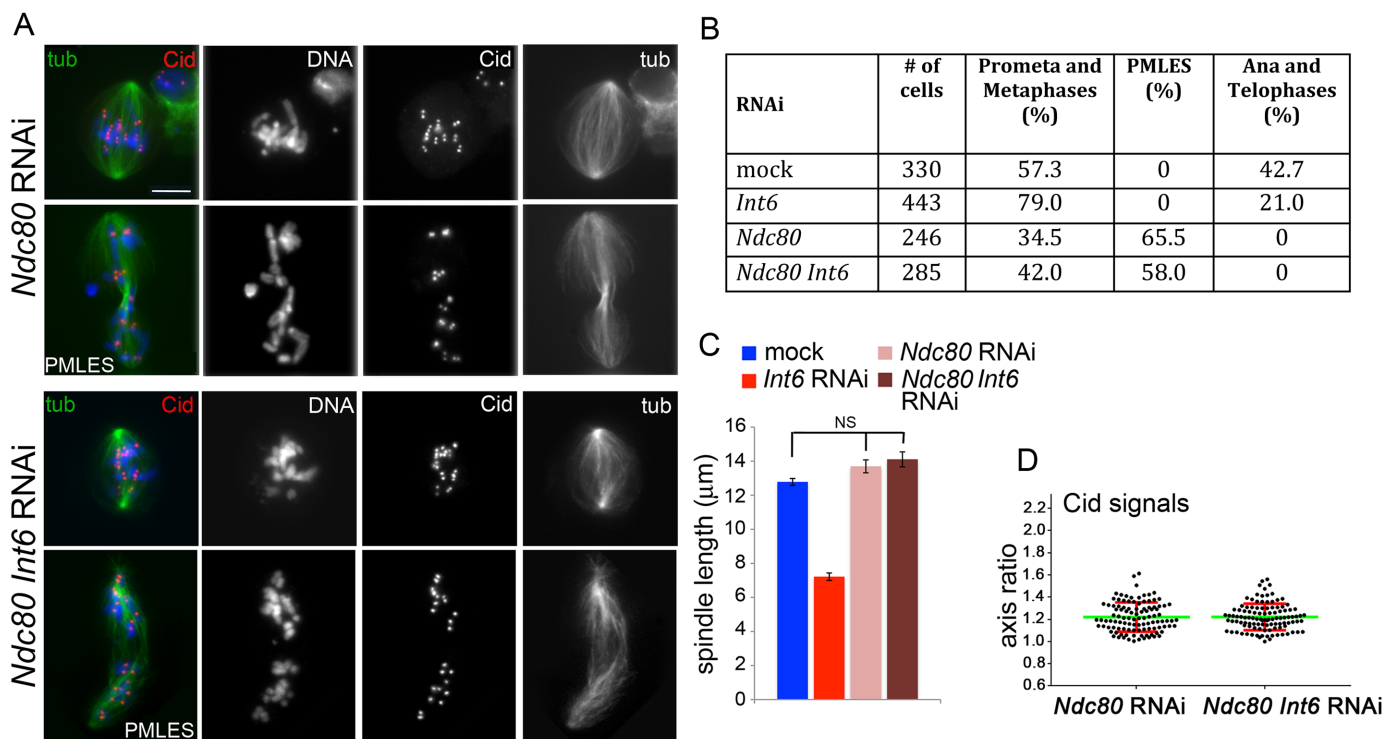 A
Ndc80 RNAi
tub Cid
DNA
Cid
tub
PMLES
Ndc80 Int6 RNAi
tub Cid
DNA
Cid
tub
PMLES
B
RNAi # of cells Prometa and Metaphases (%) PMLES (%) Ana and Telophases (%)
mock 330 57.3 0 42.7
Int6 443 79.0 0 21.0
Ndc80 246 34.5 65.5 0
Ndc80 Int6 285 42.0 58.0 0
C
mock
Ndc80 RNAi
Int6 RNAi
Ndc80 Int6
RNAi
NS
spindle length (μm)
16
14
12
10
8
6
4
2
0
D
Cid signals
axis ratio
2.2
2.0
1.8
1.6
1.4
1.2
1.0
0.8
0.6
Ndc80 RNAi
Ndc80 Int6 RNAi